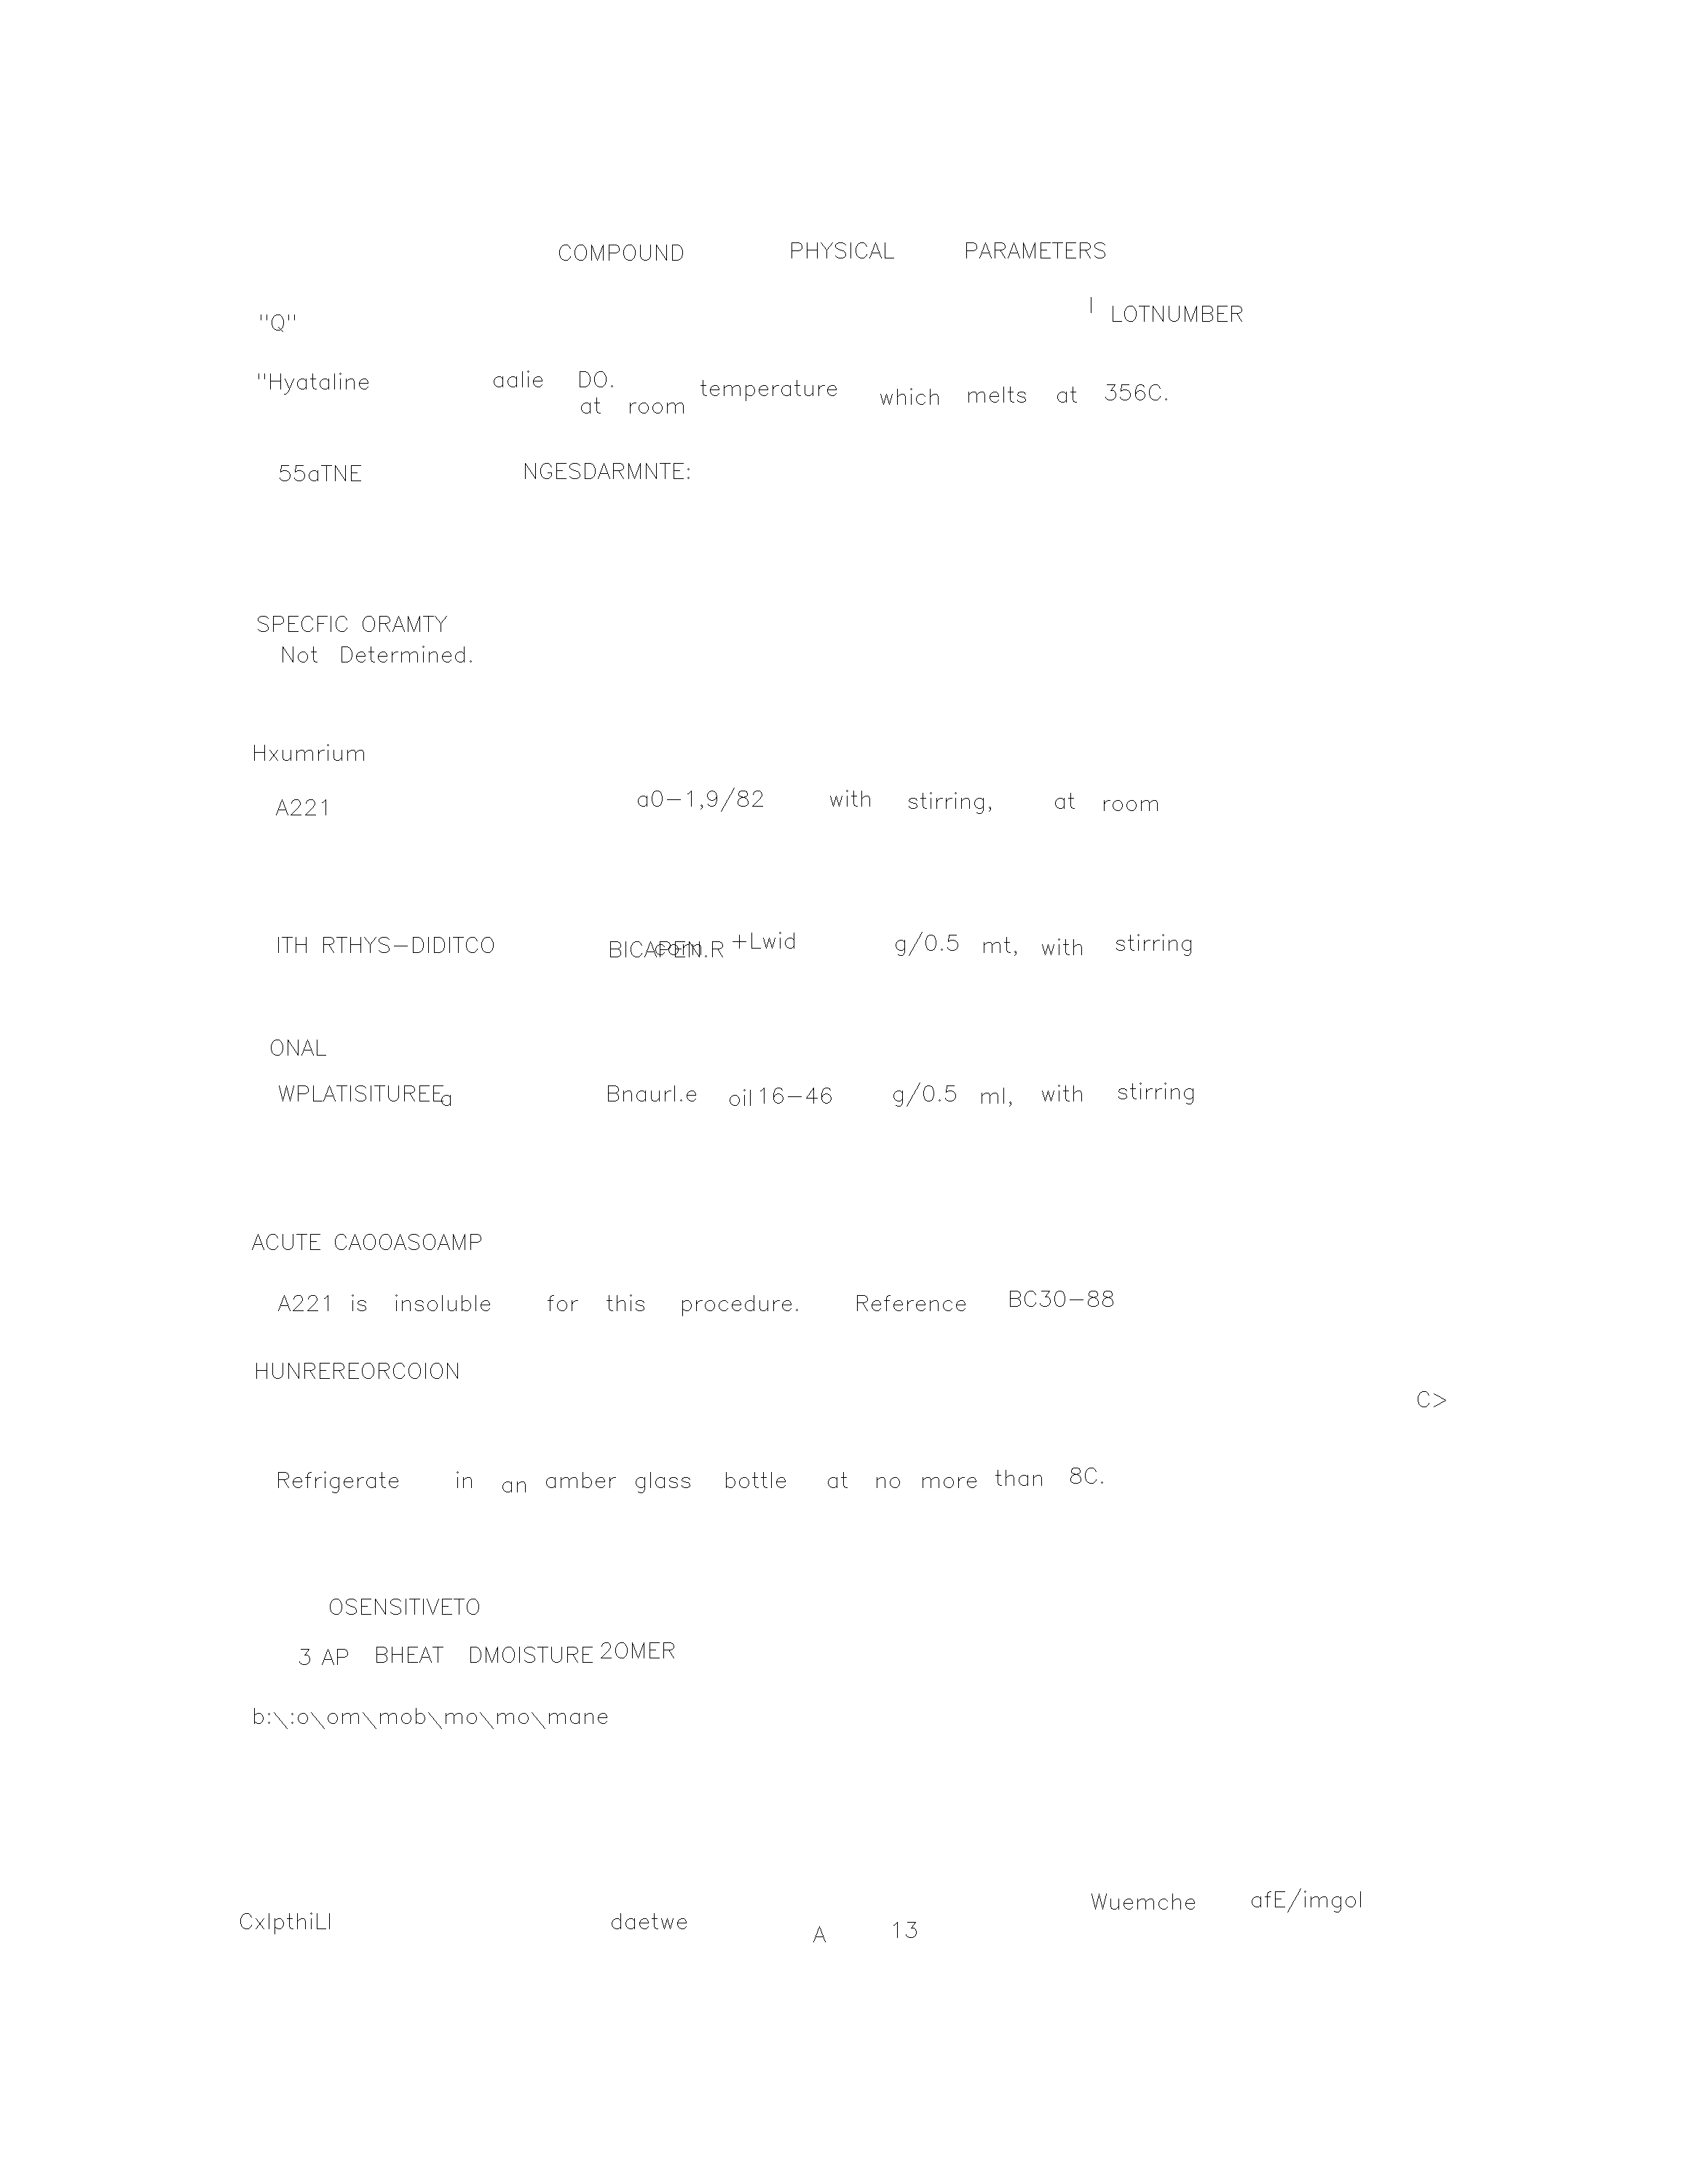 COMPOUND PHYSICAL PARAMETERS
"Q" | LOTNUMBER
"Hyataline aalie DO.
at room temperature which melts at 356C.
55aTNE NGESDARMNTE:
SPECFIC ORAMTY
Not Determined.
Hxumrium
A221 a0-1,9/82 with stirring, at room
ITH RTHYS-DIDITCO BICAPEN.R +Lwid g/0.5 mt, with stirring
ONAL
WPLATISITUREE a Bnaurl.e oil 16-46 g/0.5 ml, with stirring
ACUTE CAOOASOAMP
A221 is insoluble for this procedure. Reference BC30-88
HUNREREORCOION
C>
Refrigerate in an amber glass bottle at no more than 8C.
OSENSITIVETO
3 AP BHEAT DMOISTURE 2OMER
b:\:o\om\mob\mo\mo\mane
Wuemche afE/imgol
CxlpthiLl daetwe A 13